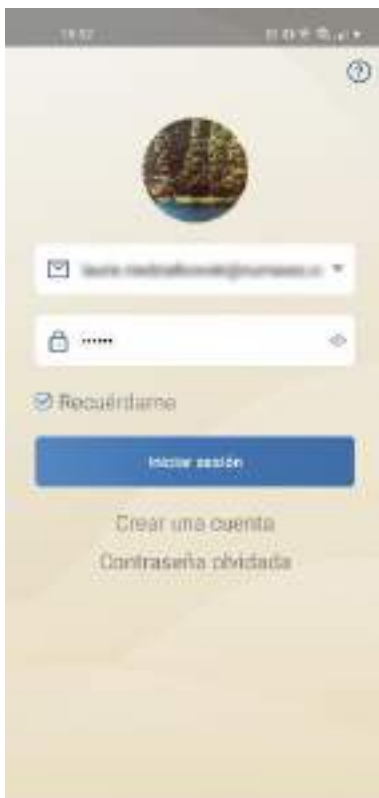 ••••••
Recuérdame
Iniciar sesión
Crear una cuenta
Contraseña olvidada